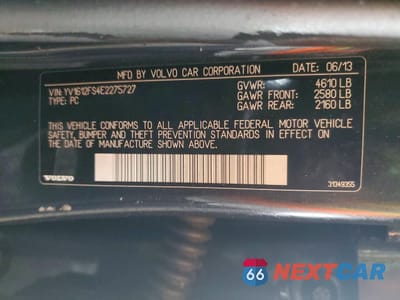 MFD BY VOLVO CAR CORPORATION DATE 06/13
VIN: YV1612FS4E2275727 GVWR: 4610 LB
TYPE: PC GAWR FRONT: 2580 LB
GAWR REAR: 2160 LB
THIS VEHICLE CONFORMS TO ALL APPLICABLE FEDERAL MOTOR VEHICLE
SAFETY, BUMPER AND THEFT PREVENTION STANDARDS IN EFFECT ON THE
DATE OF MANUFACTURE SHOWN ABOVE.
VOLVO 31349355
66 NEXTCAR